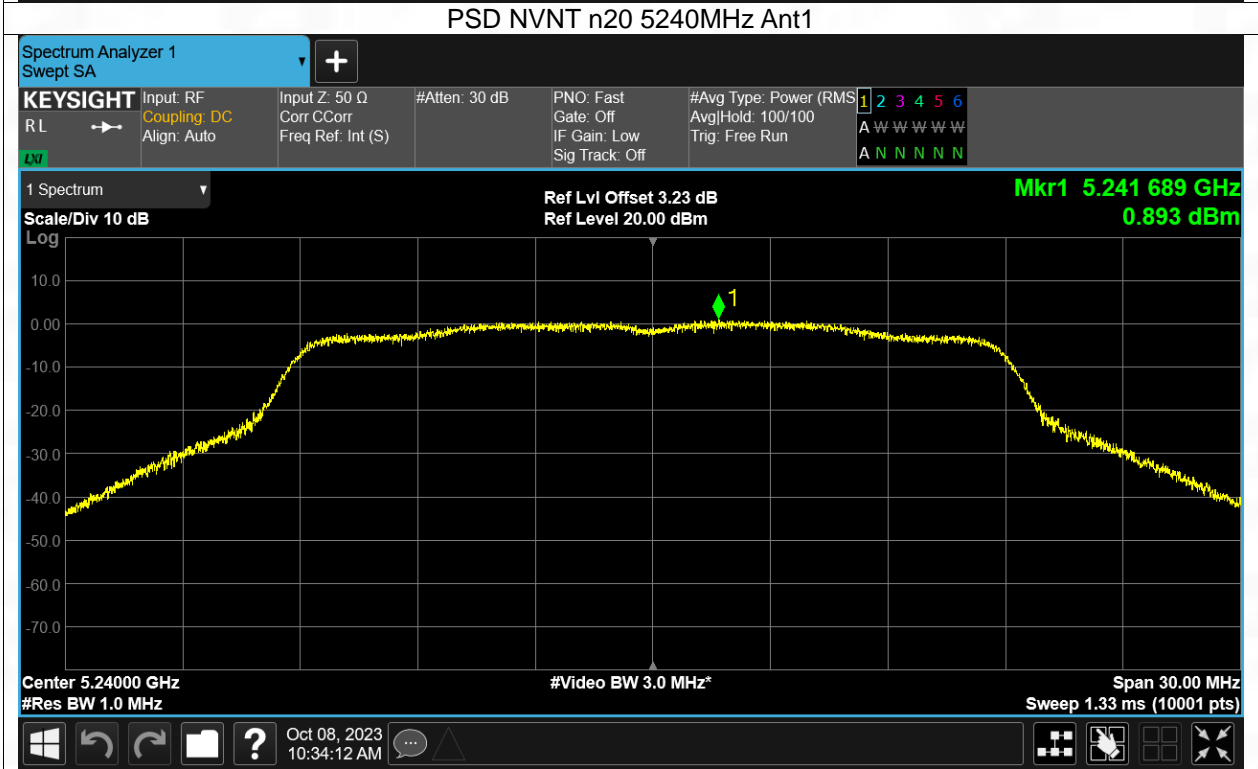 PSD NVNT n20 5240MHz Ant1
Spectrum Analyzer 1
Swept SA
KEYSIGHT Input: RF Input Z: 50 Ω #Atten: 30 dB PNO: Fast #Avg Type: Power (RMS 1 2 3 4 5 6
RL Coupling: DC Corr CCorr Gate: Off Avg|Hold: 100/100 A W W W W W
Align: Auto Freq Ref: Int (S) IF Gain: Low Trig: Free Run
LXI Sig Track: Off A N N N N N
1 Spectrum Ref Lvl Offset 3.23 dB Mkr1 5.241 689 GHz
Scale/Div 10 dB Ref Level 20.00 dBm 0.893 dBm
Log
10.0
1
0.00
-10.0
-20.0
-30.0
-40.0
-50.0
-60.0
-70.0
Center 5.24000 GHz #Video BW 3.0 MHz* Span 30.00 MHz
#Res BW 1.0 MHz Sweep 1.33 ms (10001 pts)
? Oct 08, 2023
10:34:12 AM